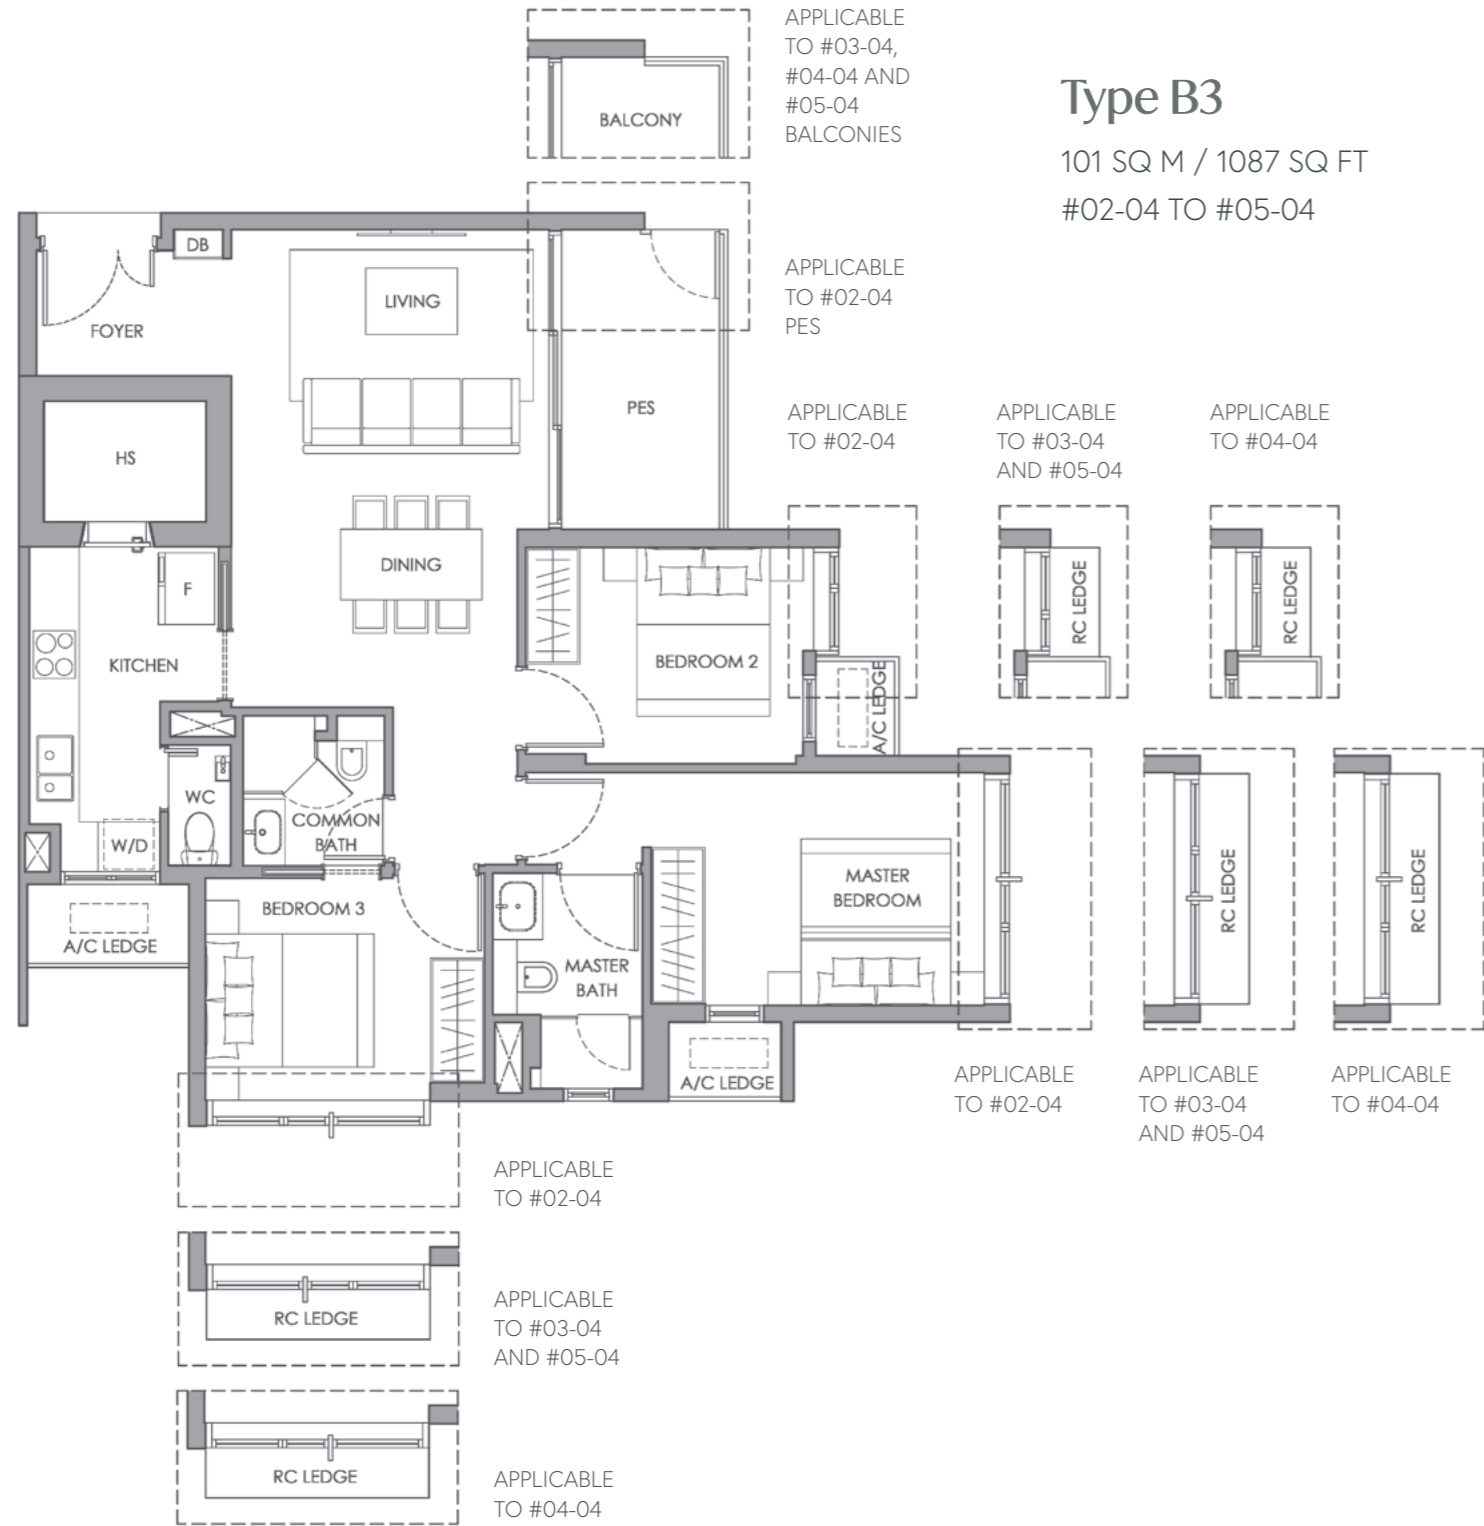 APPLICABLE
TO #03-04,
#04-04 AND
#05-04
BALCONIES
BALCONY
Type B3
101 SQ M / 1087 SQ FT
#02-04 TO #05-04
DB
LIVING
FOYER
APPLICABLE
TO #02-04
PES
PES
HS
APPLICABLE
TO #02-04
APPLICABLE
TO #03-04
AND #05-04
APPLICABLE
TO #04-04
DINING
F
KITCHEN
BEDROOM 2
A/C LEDGE
RC LEDGE
RC LEDGE
WC
COMMON
BATH
W/D
A/C LEDGE
BEDROOM 3
MASTER
BEDROOM
MASTER
BATH
A/C LEDGE
RC LEDGE
RC LEDGE
APPLICABLE
TO #02-04
APPLICABLE
TO #03-04
AND #05-04
APPLICABLE
TO #04-04
APPLICABLE
TO #02-04
RC LEDGE
APPLICABLE
TO #03-04
AND #05-04
RC LEDGE
APPLICABLE
TO #04-04